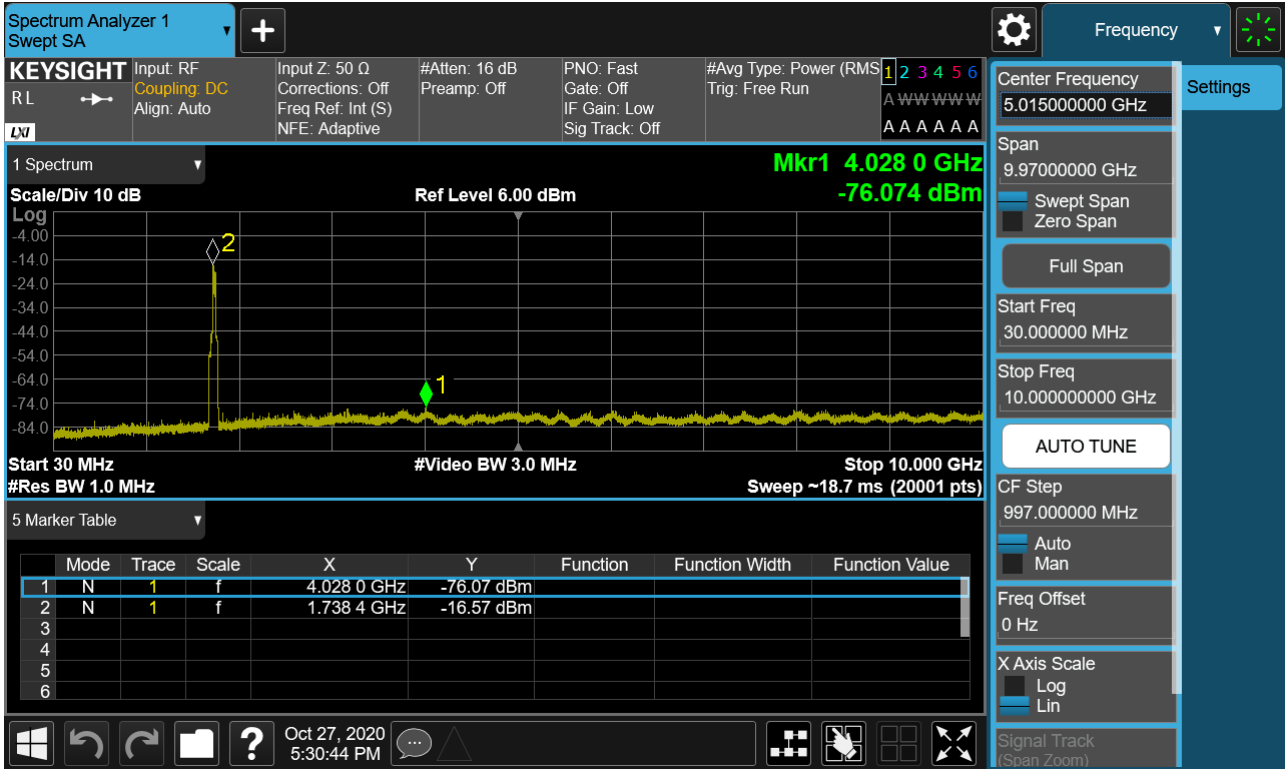 Spectrum Analyzer 1
Swept SA
+
Frequency
KEYSIGHT
R L
LXI
Input: RF
Coupling: DC
Align: Auto
Input Z: 50 Ω
Corrections: Off
Freq Ref: Int (S)
NFE: Adaptive
#Atten: 16 dB
Preamp: Off
PNO: Fast
Gate: Off
IF Gain: Low
Sig Track: Off
#Avg Type: Power (RMS
Trig: Free Run
1 2 3 4 5 6
A W W W W W
A A A A A A
Center Frequency
5.015000000 GHz
Settings
Span
9.97000000 GHz
Swept Span
Zero Span
Full Span
Start Freq
30.000000 MHz
Stop Freq
10.000000000 GHz
AUTO TUNE
CF Step
997.000000 MHz
Auto
Man
Freq Offset
0 Hz
X Axis Scale
Log
Lin
Signal Track
(Span Zoom)
1 Spectrum
Mkr1 4.028 0 GHz
-76.074 dBm
Scale/Div 10 dB
Ref Level 6.00 dBm
Log
-4.00
-14.0
-24.0
-34.0
-44.0
-54.0
-64.0
-74.0
-84.0
2
1
Start 30 MHz
#Video BW 3.0 MHz
Stop 10.000 GHz
#Res BW 1.0 MHz
Sweep ~18.7 ms (20001 pts)
5 Marker Table
Mode Trace Scale X Y Function Function Width Function Value
1 N 1 f 4.028 0 GHz -76.07 dBm
2 N 1 f 1.738 4 GHz -16.57 dBm
3
4
5
6
?
Oct 27, 2020
5:30:44 PM